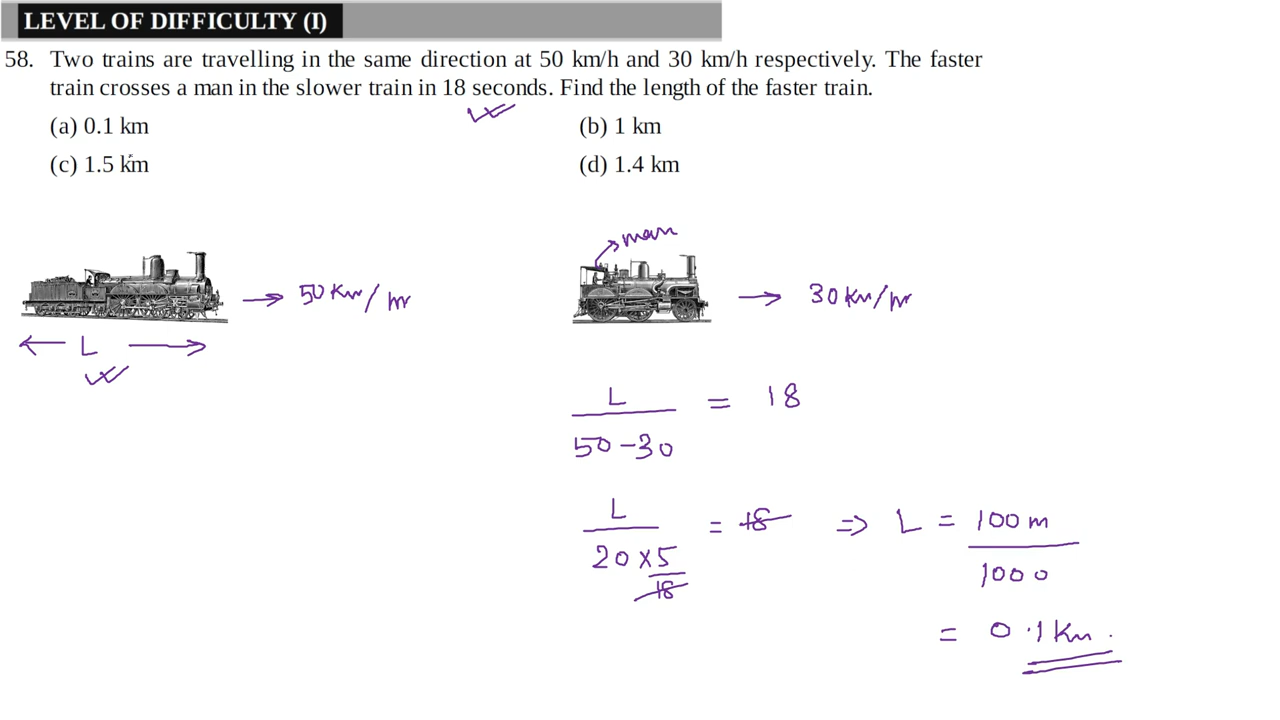 LEVEL OF DIFFICULTY (I)
58. Two trains are travelling in the same direction at 50 km/h and 30 km/h respectively. The faster
train crosses a man in the slower train in 18 seconds. Find the length of the faster train.
(a) 0.1 km (b) 1 km
(c) 1.5 km (d) 1.4 km
man
→ 50 Km/hr → 30 Km/hr
← L →
L / 50 - 30 = 18
L / 20 × 5/18 = 18 ⇒ L = 100 m / 1000
= 0.1 Km.